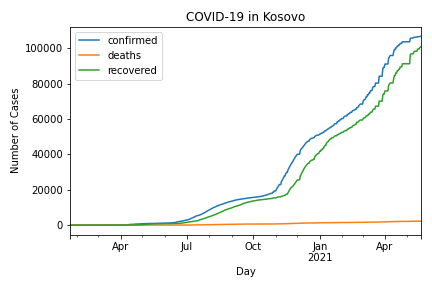 COVID-19 in Kosovo
confirmed
deaths
recovered
Number of Cases
100000
80000
60000
40000
20000
0
Apr
Jul
Oct
Jan
2021
Apr
Day